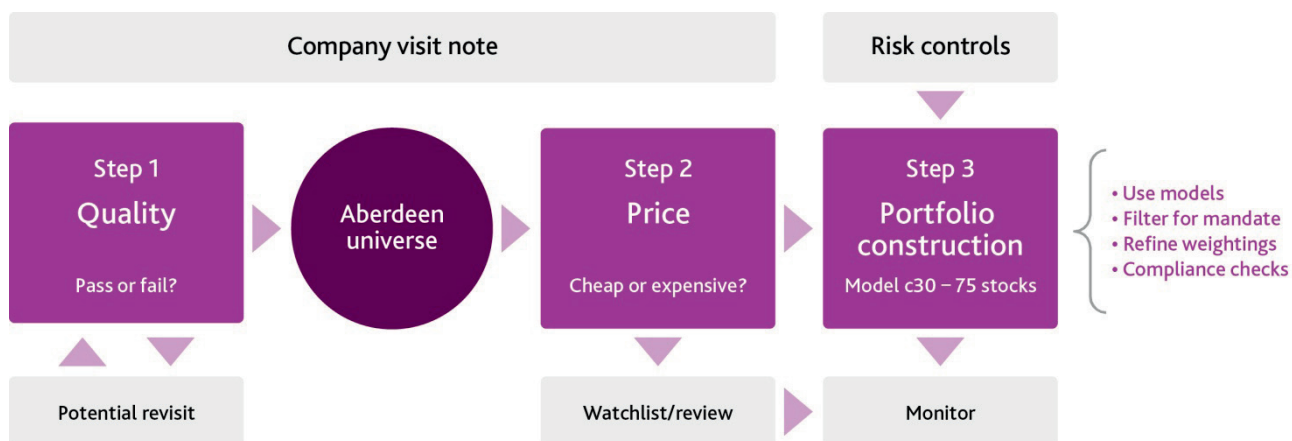 Company visit note
Risk controls
Step 1
Quality
Pass or fail?
Aberdeen
universe
Step 2
Price
Cheap or expensive?
Step 3
Portfolio
construction
Model c30 – 75 stocks
• Use models
• Filter for mandate
• Refine weightings
• Compliance checks
Potential revisit
Watchlist/review
Monitor